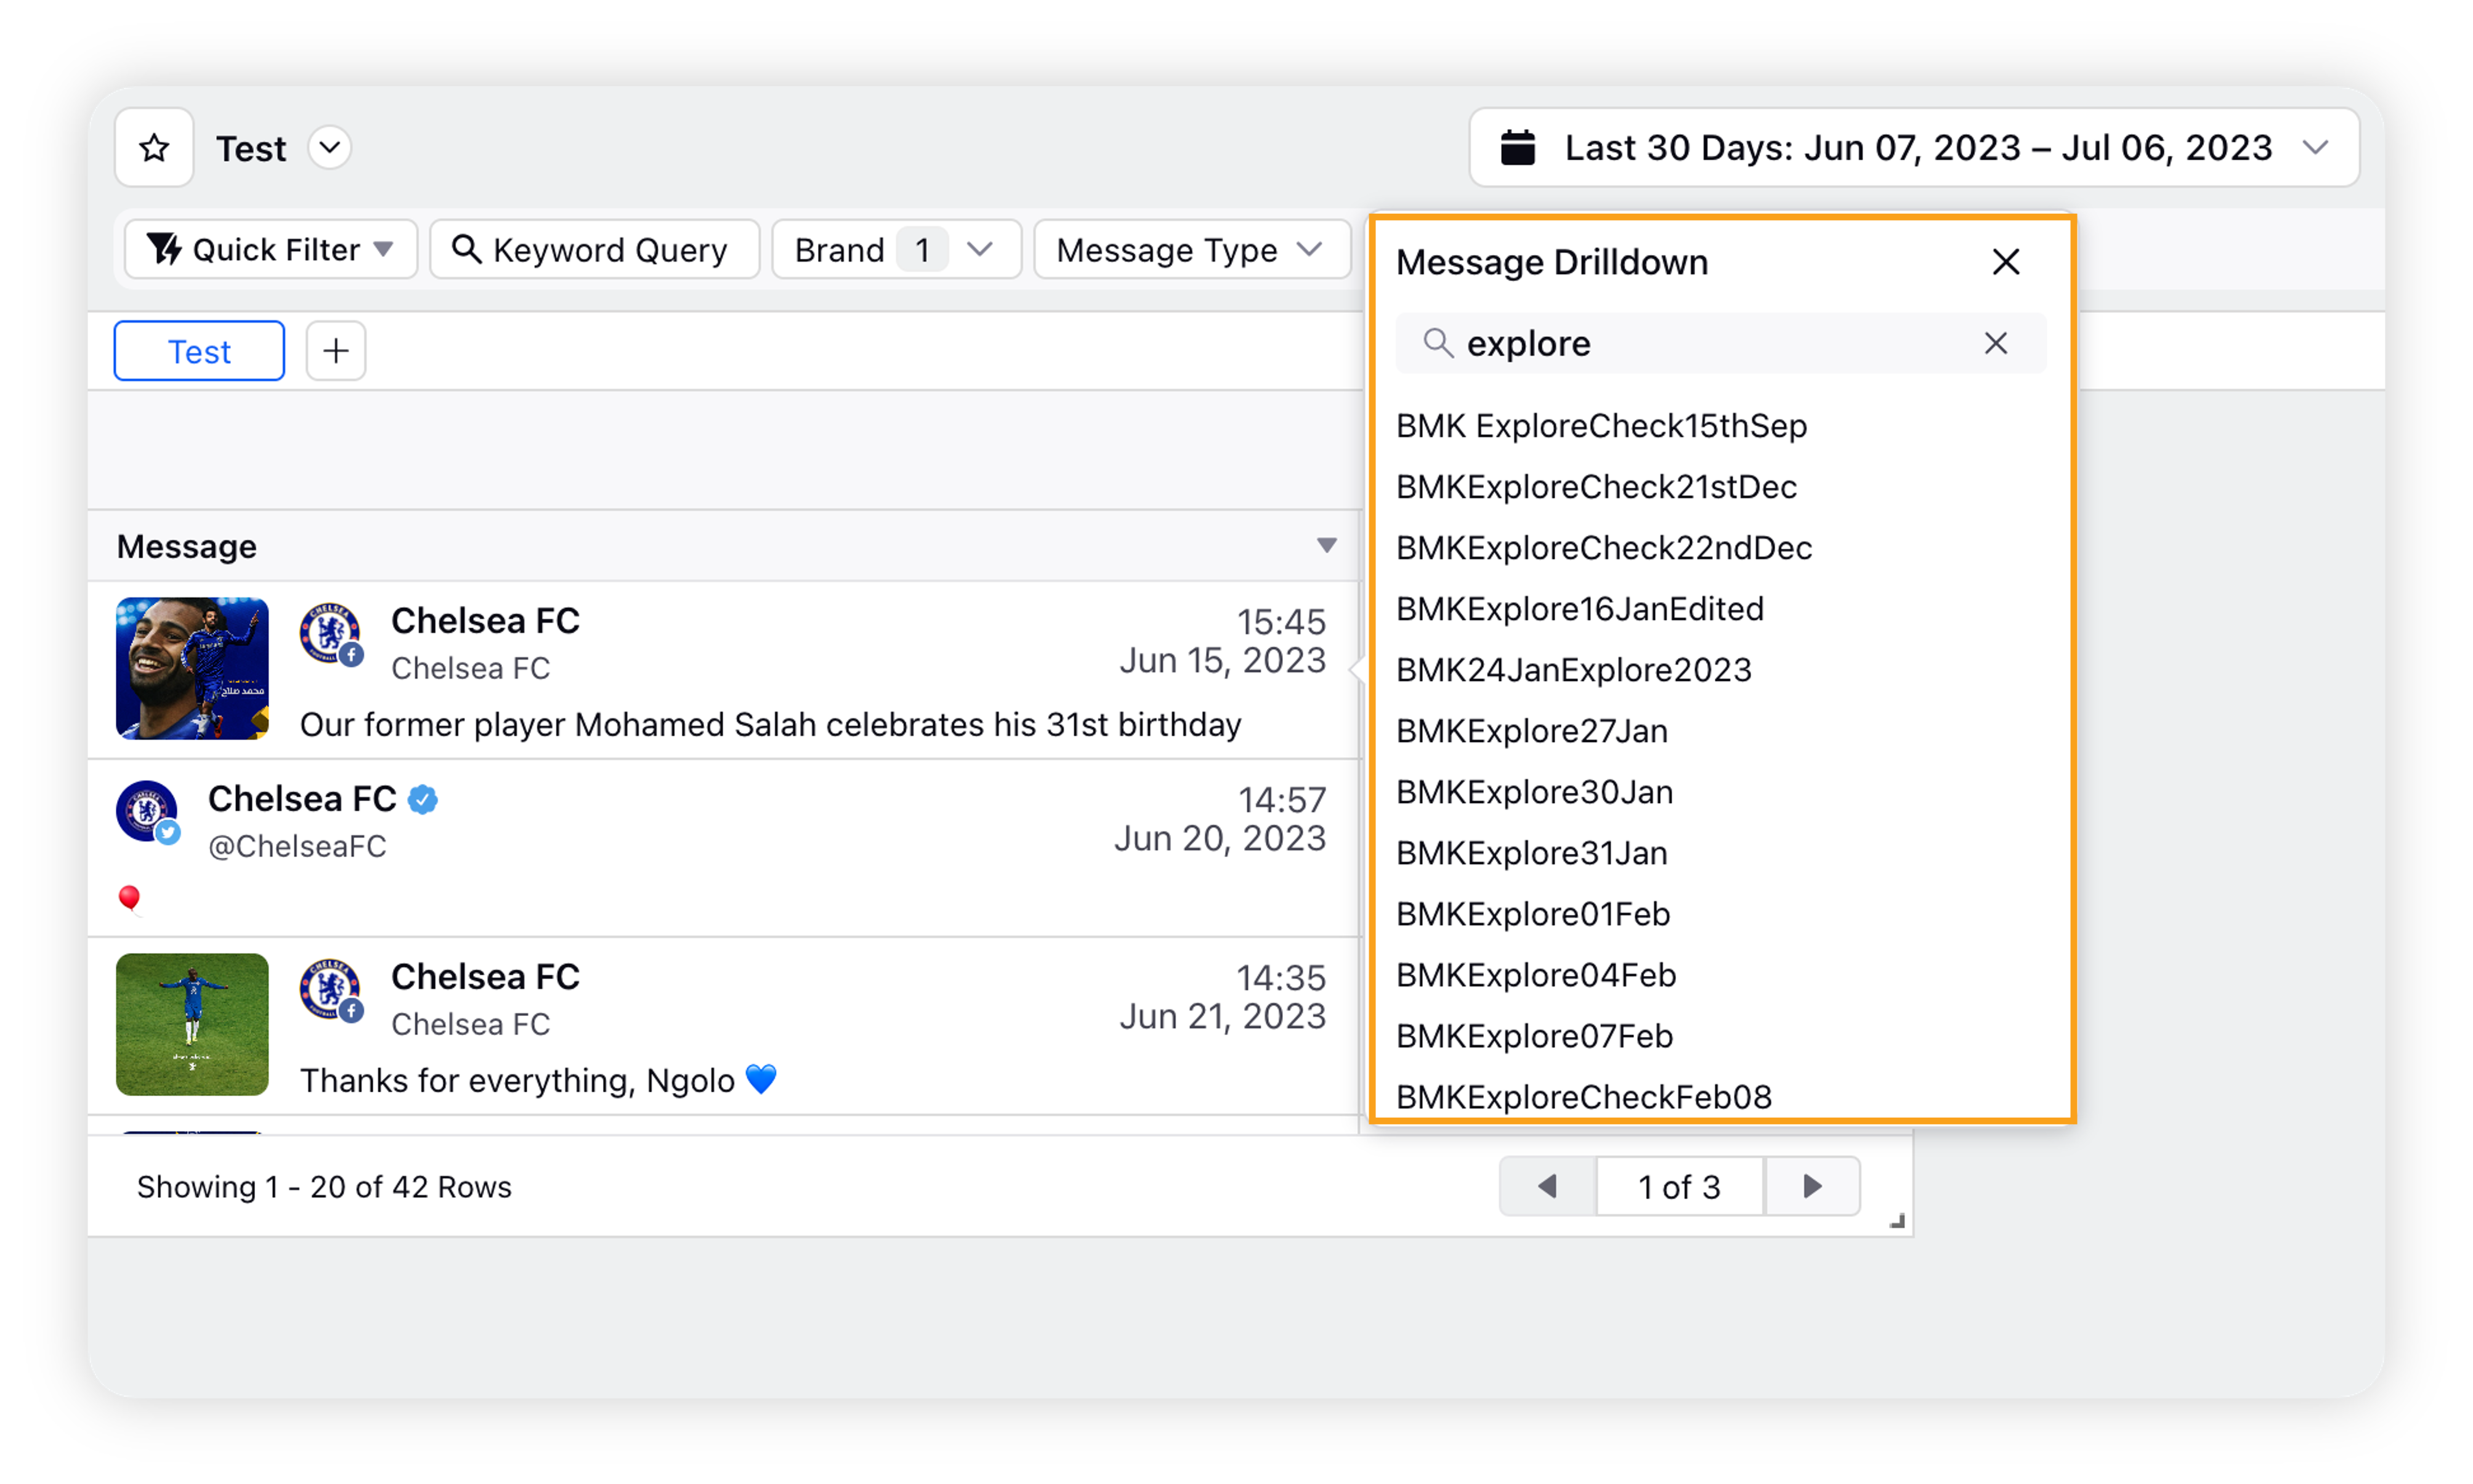 Test
Last 30 Days: Jun 07, 2023 – Jul 06, 2023
Quick Filter
Keyword Query
Brand 1
Message Type
Message Drilldown
explore
Test
BMK ExploreCheck15thSep
BMKExploreCheck21stDec
BMKExploreCheck22ndDec
BMKExplore16JanEdited
BMK24JanExplore2023
BMKExplore27Jan
BMKExplore30Jan
BMKExplore31Jan
BMKExplore01Feb
BMKExplore04Feb
BMKExplore07Feb
BMKExploreCheckFeb08
Message
Chelsea FC
15:45
Chelsea FC
Jun 15, 2023
محمد صلاح
Our former player Mohamed Salah celebrates his 31st birthday
Chelsea FC
14:57
@ChelseaFC
Jun 20, 2023
🎈
Chelsea FC
14:35
Chelsea FC
Jun 21, 2023
Thanks for everything, Ngolo 💙
Showing 1 - 20 of 42 Rows
1 of 3